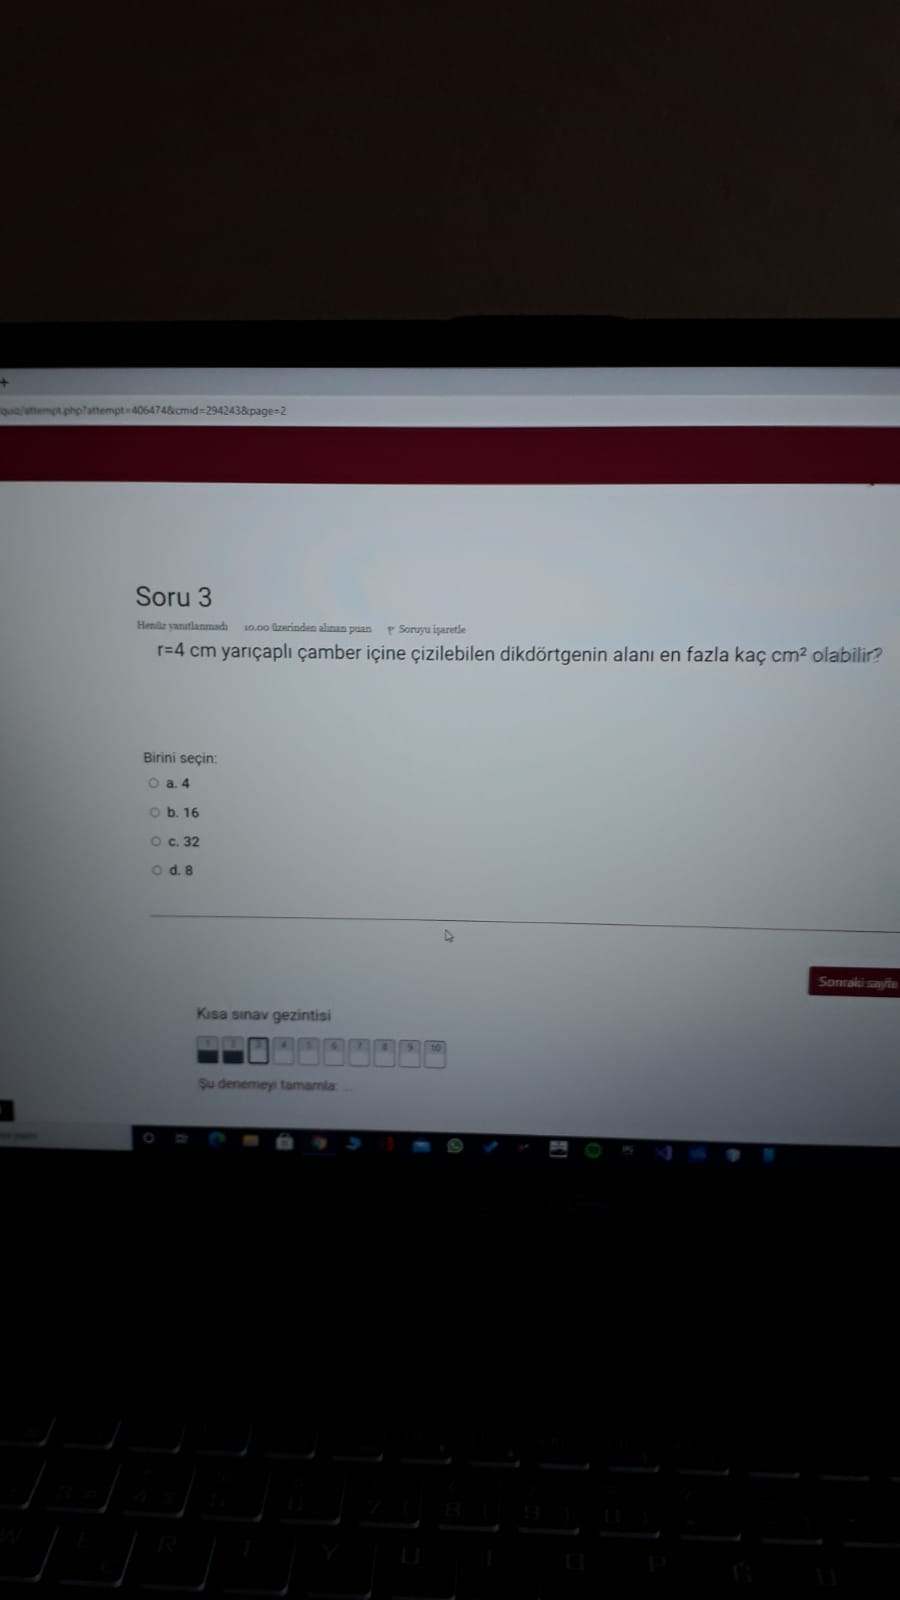 +
quiz/attempt.php?attempt=406474&cmid=294243&page=2
Soru 3
Henüz yanıtlanmadı 10.00 üzerinden alınan puan Soruyu işaretle
r=4 cm yarıçaplı çamber içine çizilebilen dikdörtgenin alanı en fazla kaç cm² olabilir?
Birini seçin:
a. 4
b. 16
c. 32
d. 8
Sonraki sayfa
Kısa sınav gezintisi
1 2 3 4 5 6 7 8 9 10
Şu denemeyi tamamla ...
R T Y U I O P Ğ Ü